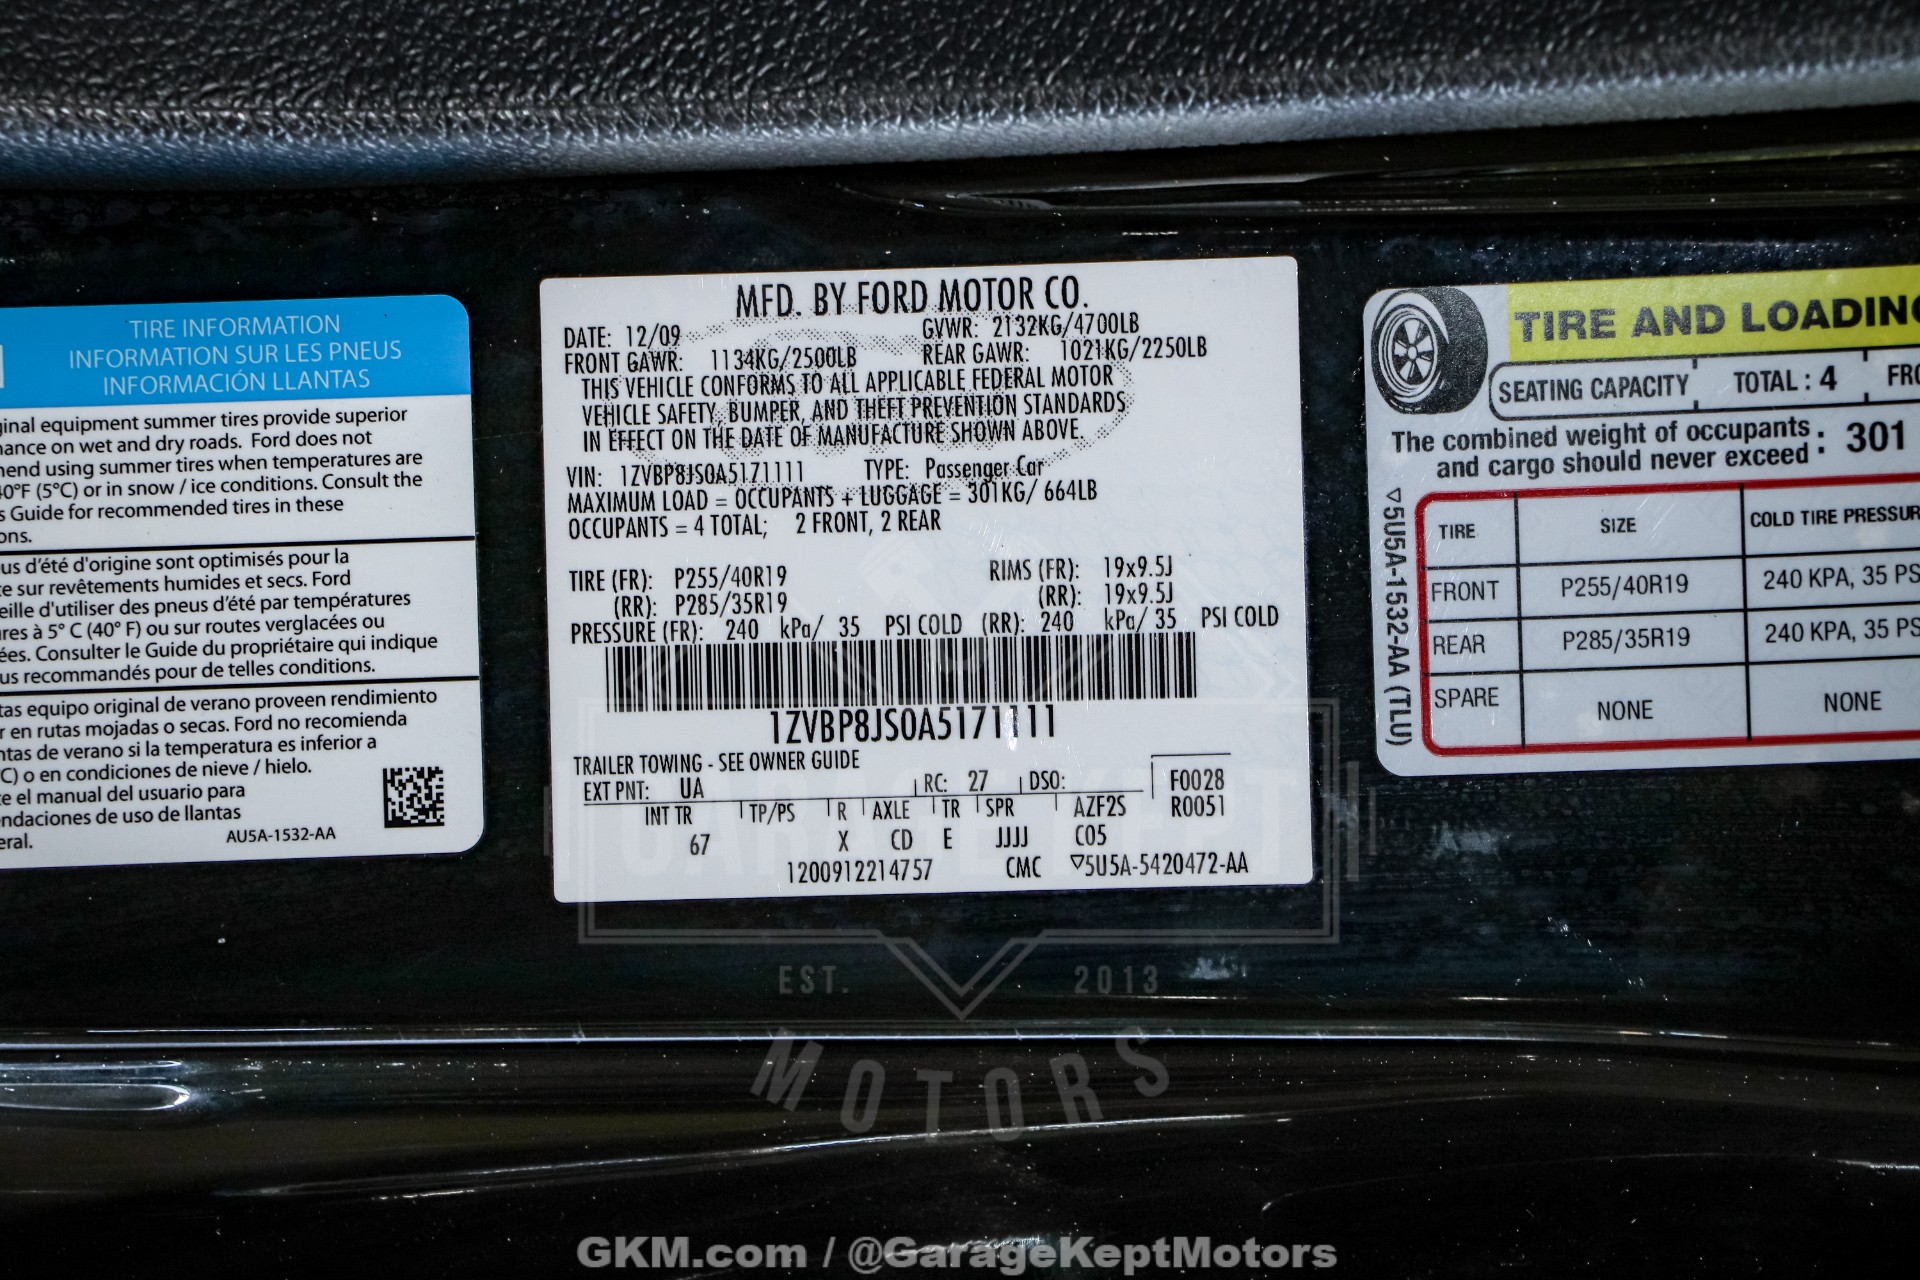 TIRE INFORMATION
INFORMATION SUR LES PNEUS
INFORMACIÓN LLANTAS
ginal equipment summer tires provide superior
nance on wet and dry roads. Ford does not
nend using summer tires when temperatures are
40°F (5°C) or in snow / ice conditions. Consult the
s Guide for recommended tires in these
ons.
us d'été d'origine sont optimisés pour la
te sur revêtements humides et secs. Ford
eille d'utiliser des pneus d'été par températures
ures à 5° C (40° F) ou sur routes verglacées ou
ées. Consulter le Guide du propriétaire qui indique
us recommandés pour de telles conditions.
tas equipo original de verano proveen rendimiento
r en rutas mojadas o secas. Ford no recomienda
ntas de verano si la temperatura es inferior a
C) o en condiciones de nieve / hielo.
te el manual del usuario para
endaciones de uso de llantas
eral.
AU5A-1532-AA
MFD. BY FORD MOTOR CO.
DATE: 12/09 GVWR: 2132KG/4700LB
FRONT GAWR: 1134KG/2500LB REAR GAWR: 1021KG/2250LB
THIS VEHICLE CONFORMS TO ALL APPLICABLE FEDERAL MOTOR
VEHICLE SAFETY, BUMPER, AND THEFT PREVENTION STANDARDS
IN EFFECT ON THE DATE OF MANUFACTURE SHOWN ABOVE.
VIN: 1ZVBP8JS0A5171111 TYPE: Passenger Car
MAXIMUM LOAD = OCCUPANTS + LUGGAGE = 301KG/ 664LB
OCCUPANTS = 4 TOTAL; 2 FRONT, 2 REAR
TIRE (FR): P255/40R19 RIMS (FR): 19x9.5J
(RR): P285/35R19 (RR): 19x9.5J
PRESSURE (FR): 240 kPa/ 35 PSI COLD (RR): 240 kPa/ 35 PSI COLD
1ZVBP8JS0A5171111
TRAILER TOWING - SEE OWNER GUIDE
EXT PNT: UA RC: 27 DSO: F0028
INT TR TP/PS R AXLE TR SPR AZF2S R0051
67 X CD E JJJJ C05
1200912214757 CMC ▽5U5A-5420472-AA
TIRE AND LOADING
SEATING CAPACITY TOTAL : 4 FRO
The combined weight of occupants
and cargo should never exceed : 301
▽5U5A-1532-AA (TLU)
TIRE SIZE COLD TIRE PRESSUR
FRONT P255/40R19 240 KPA, 35 PS
REAR P285/35R19 240 KPA, 35 PS
SPARE NONE NONE
GARAGE KEPT
EST. 2013
MOTORS
GKM.com / @GarageKeptMotors